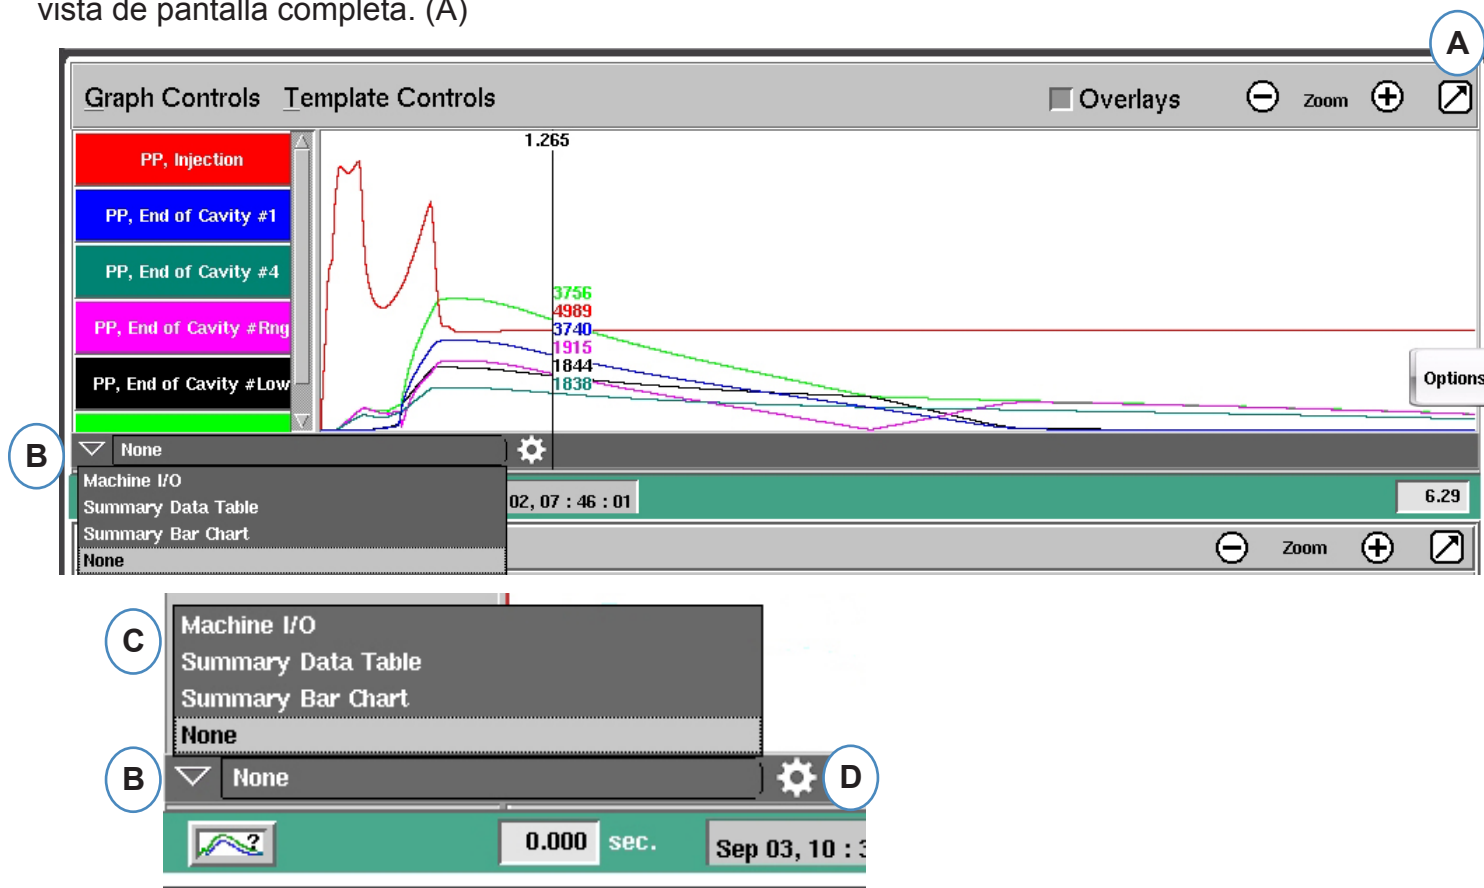 vista de pantalla completa. (A)
A
Graph Controls Template Controls Overlays Zoom
1.265
PP, Injection
PP, End of Cavity #1
PP, End of Cavity #4
PP, End of Cavity #Rng
PP, End of Cavity #Low
3756
4989
3740
1915
1844
1838
Options
B None
Machine I/O
Summary Data Table
Summary Bar Chart
None
02, 07 : 46 : 01 6.29
Zoom
C
Machine I/O
Summary Data Table
Summary Bar Chart
None
B None D
? 0.000 sec. Sep 03, 10 :